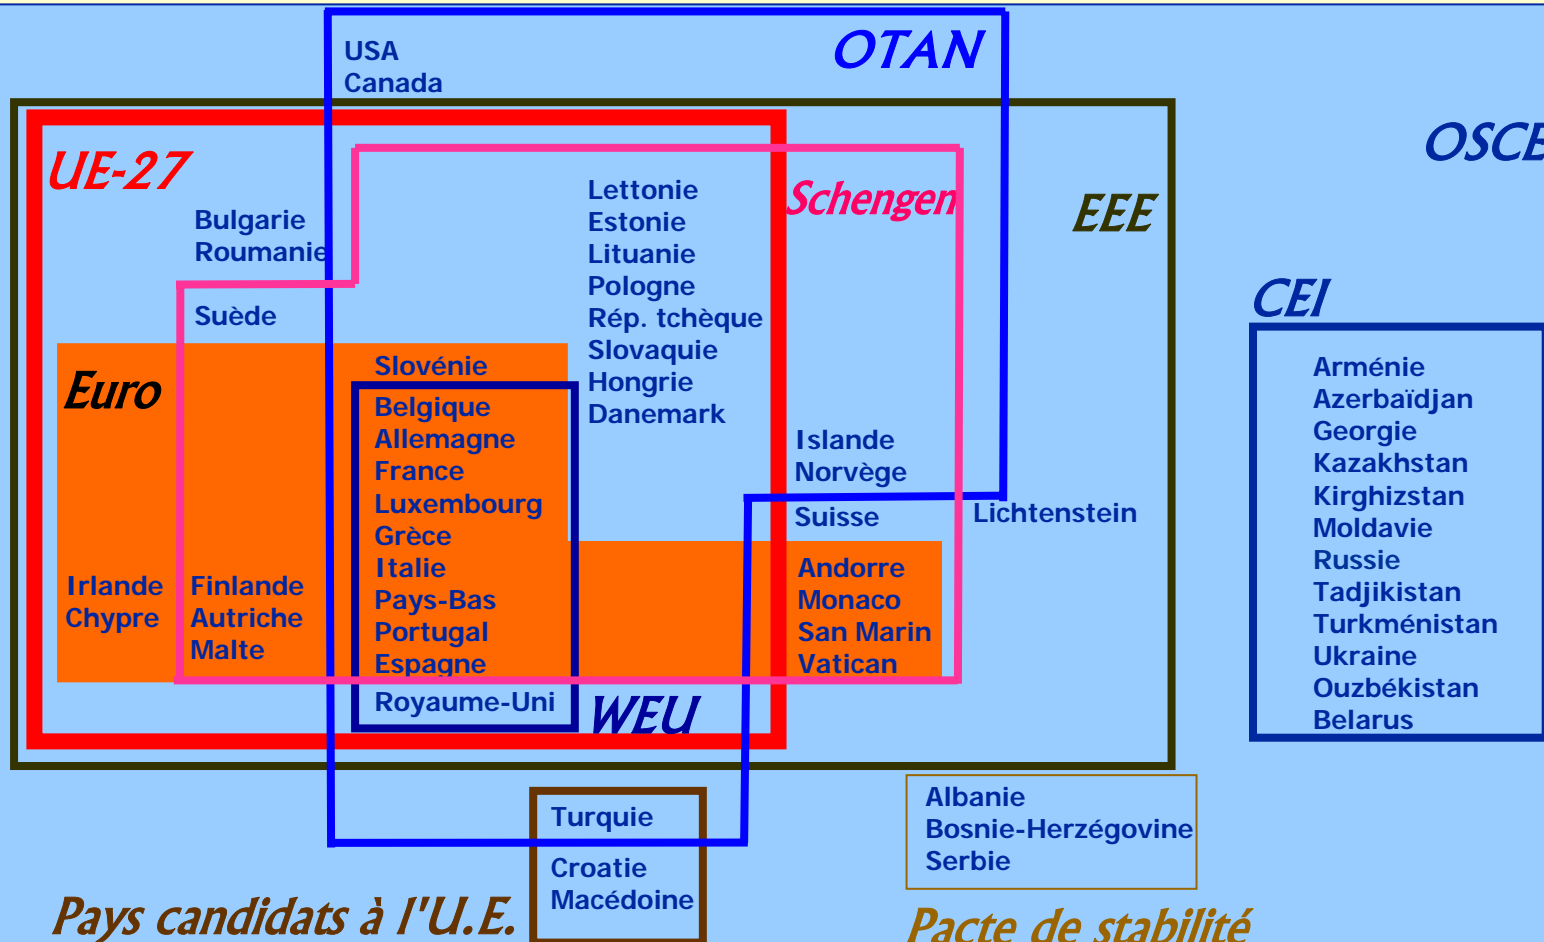 USA
Canada
OTAN
OSCE
UE-27
Schengen
EEE
Bulgarie
Roumanie
Lettonie
Estonie
Lituanie
Pologne
Rép. tchèque
Slovaquie
Hongrie
Danemark
Suède
CEI
Euro
Slovénie
Belgique
Allemagne
France
Luxembourg
Grèce
Italie
Pays-Bas
Portugal
Espagne
Royaume-Uni
WEU
Islande
Norvège
Suisse
Lichtenstein
Andorre
Monaco
San Marin
Vatican
Irlande
Chypre
Finlande
Autriche
Malte
Arménie
Azerbaïdjan
Georgie
Kazakhstan
Kirghizstan
Moldavie
Russie
Tadjikistan
Turkménistan
Ukraine
Ouzbékistan
Belarus
Turquie
Croatie
Macédoine
Pays candidats à l'U.E.
Albanie
Bosnie-Herzégovine
Serbie
Pacte de stabilité